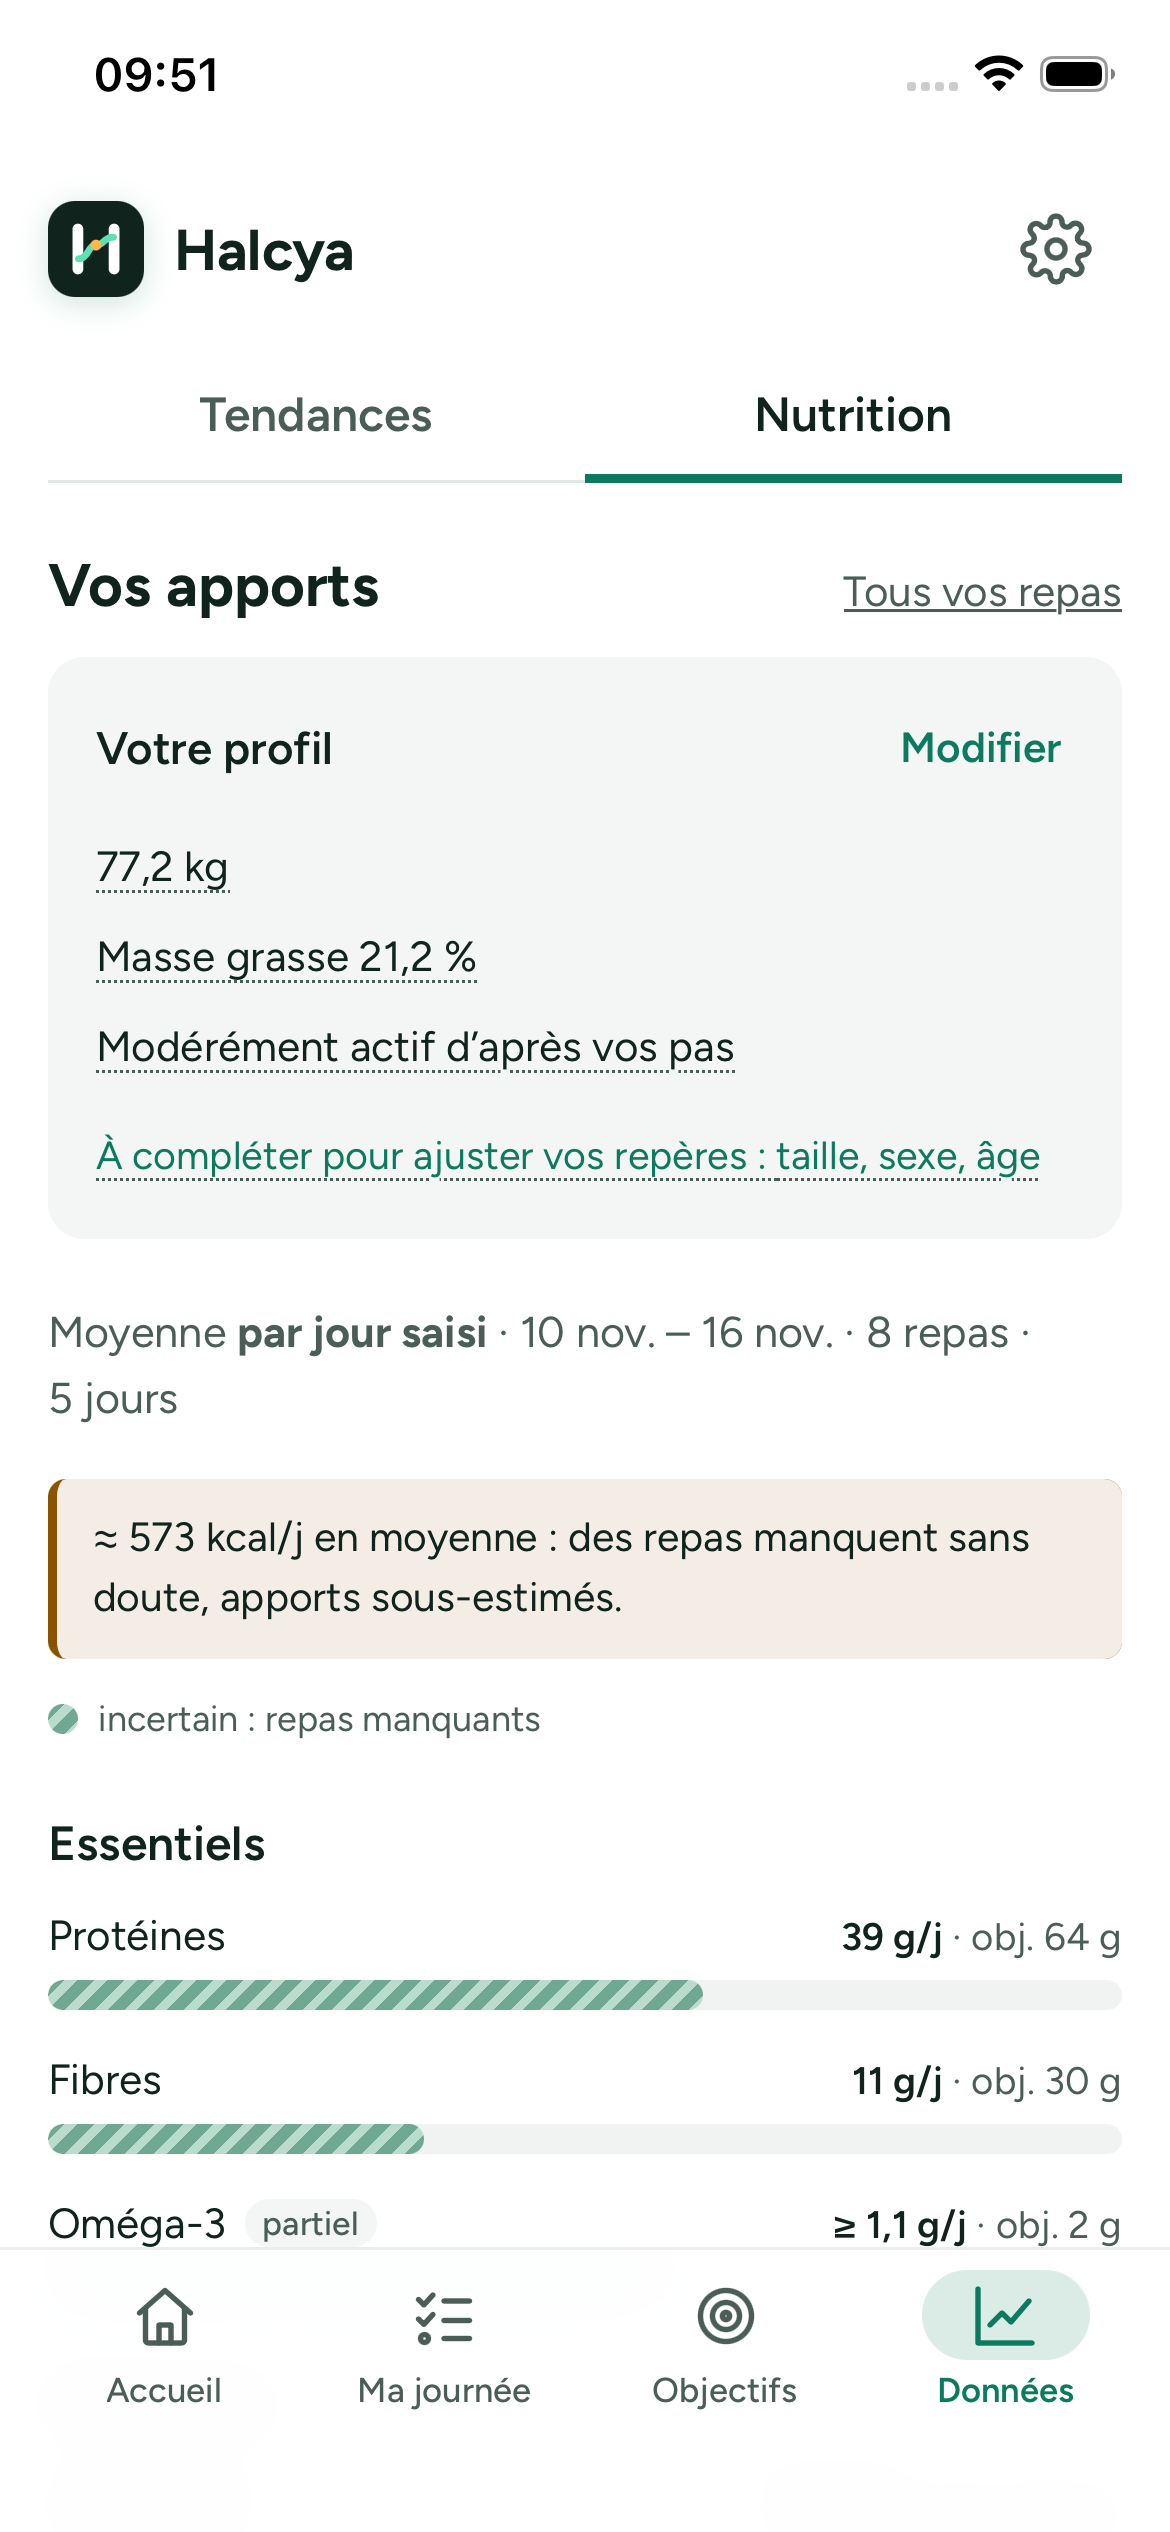 09:51
Halcya
Tendances
Nutrition
Vos apports
Tous vos repas
Votre profil
Modifier
77,2 kg
Masse grasse 21,2 %
Modérément actif d’après vos pas
À compléter pour ajuster vos repères : taille, sexe, âge
Moyenne par jour saisi · 10 nov. – 16 nov. · 8 repas ·
5 jours
≈ 573 kcal/j en moyenne : des repas manquent sans
doute, apports sous-estimés.
incertain : repas manquants
Essentiels
Protéines
39 g/j · obj. 64 g
Fibres
11 g/j · obj. 30 g
Oméga-3 partiel
≥ 1,1 g/j · obj. 2 g
Accueil
Ma journée
Objectifs
Données